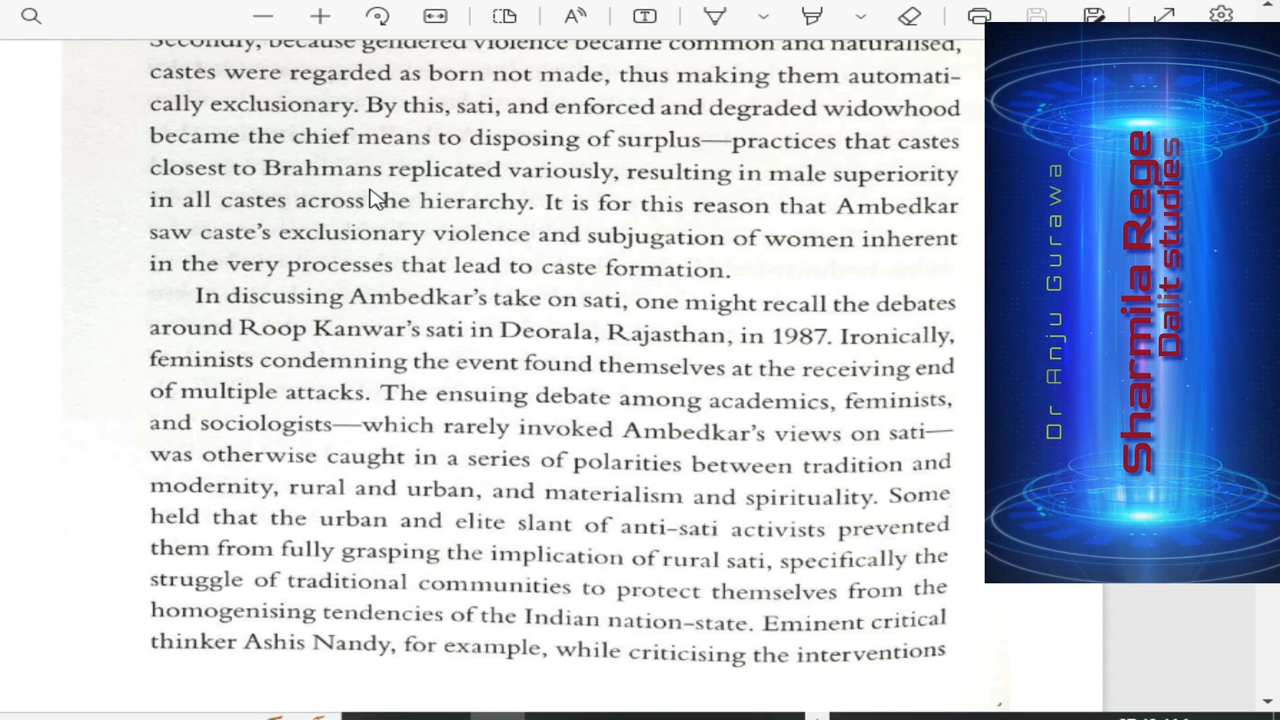 Secondly, because gendered violence became common and naturalised,
castes were regarded as born not made, thus making them automati-
cally exclusionary. By this, sati, and enforced and degraded widowhood
became the chief means to disposing of surplus—practices that castes
closest to Brahmans replicated variously, resulting in male superiority
in all castes across the hierarchy. It is for this reason that Ambedkar
saw caste's exclusionary violence and subjugation of women inherent
in the very processes that lead to caste formation.
In discussing Ambedkar's take on sati, one might recall the debates
around Roop Kanwar's sati in Deorala, Rajasthan, in 1987. Ironically,
feminists condemning the event found themselves at the receiving end
of multiple attacks. The ensuing debate among academics, feminists,
and sociologists—which rarely invoked Ambedkar's views on sati—
was otherwise caught in a series of polarities between tradition and
modernity, rural and urban, and materialism and spirituality. Some
held that the urban and elite slant of anti-sati activists prevented
them from fully grasping the implication of rural sati, specifically the
struggle of traditional communities to protect themselves from the
homogenising tendencies of the Indian nation-state. Eminent critical
thinker Ashis Nandy, for example, while criticising the interventions
Dr Anju Gurawa
Sharmila Rege
Dalit studies